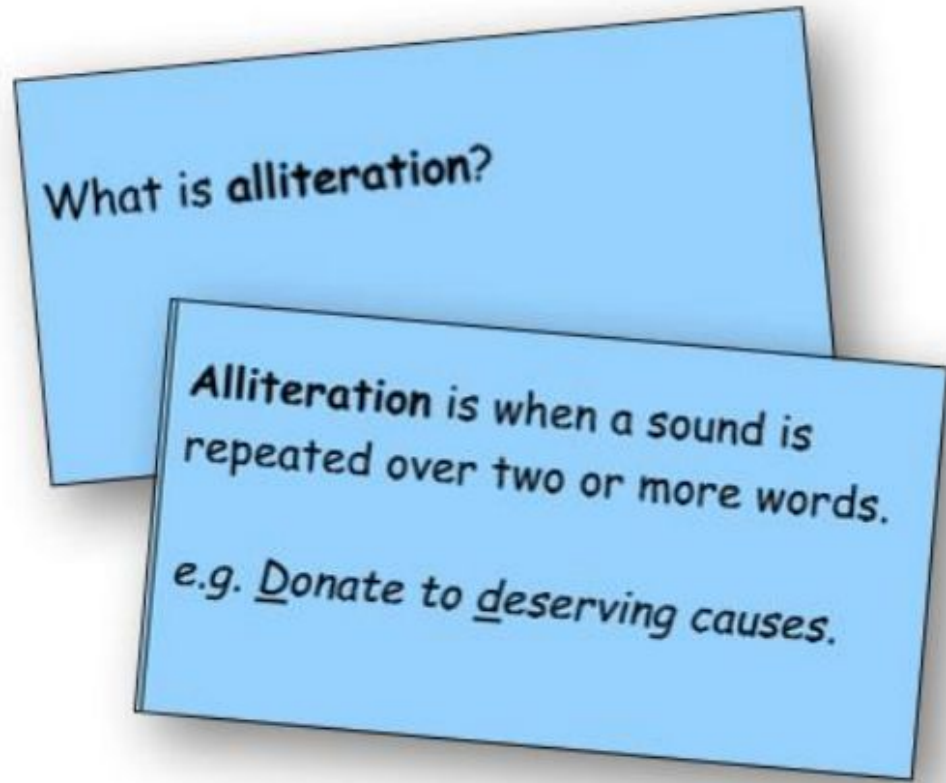 What is alliteration?
Alliteration is when a sound is
repeated over two or more words.
e.g. Donate to deserving causes.